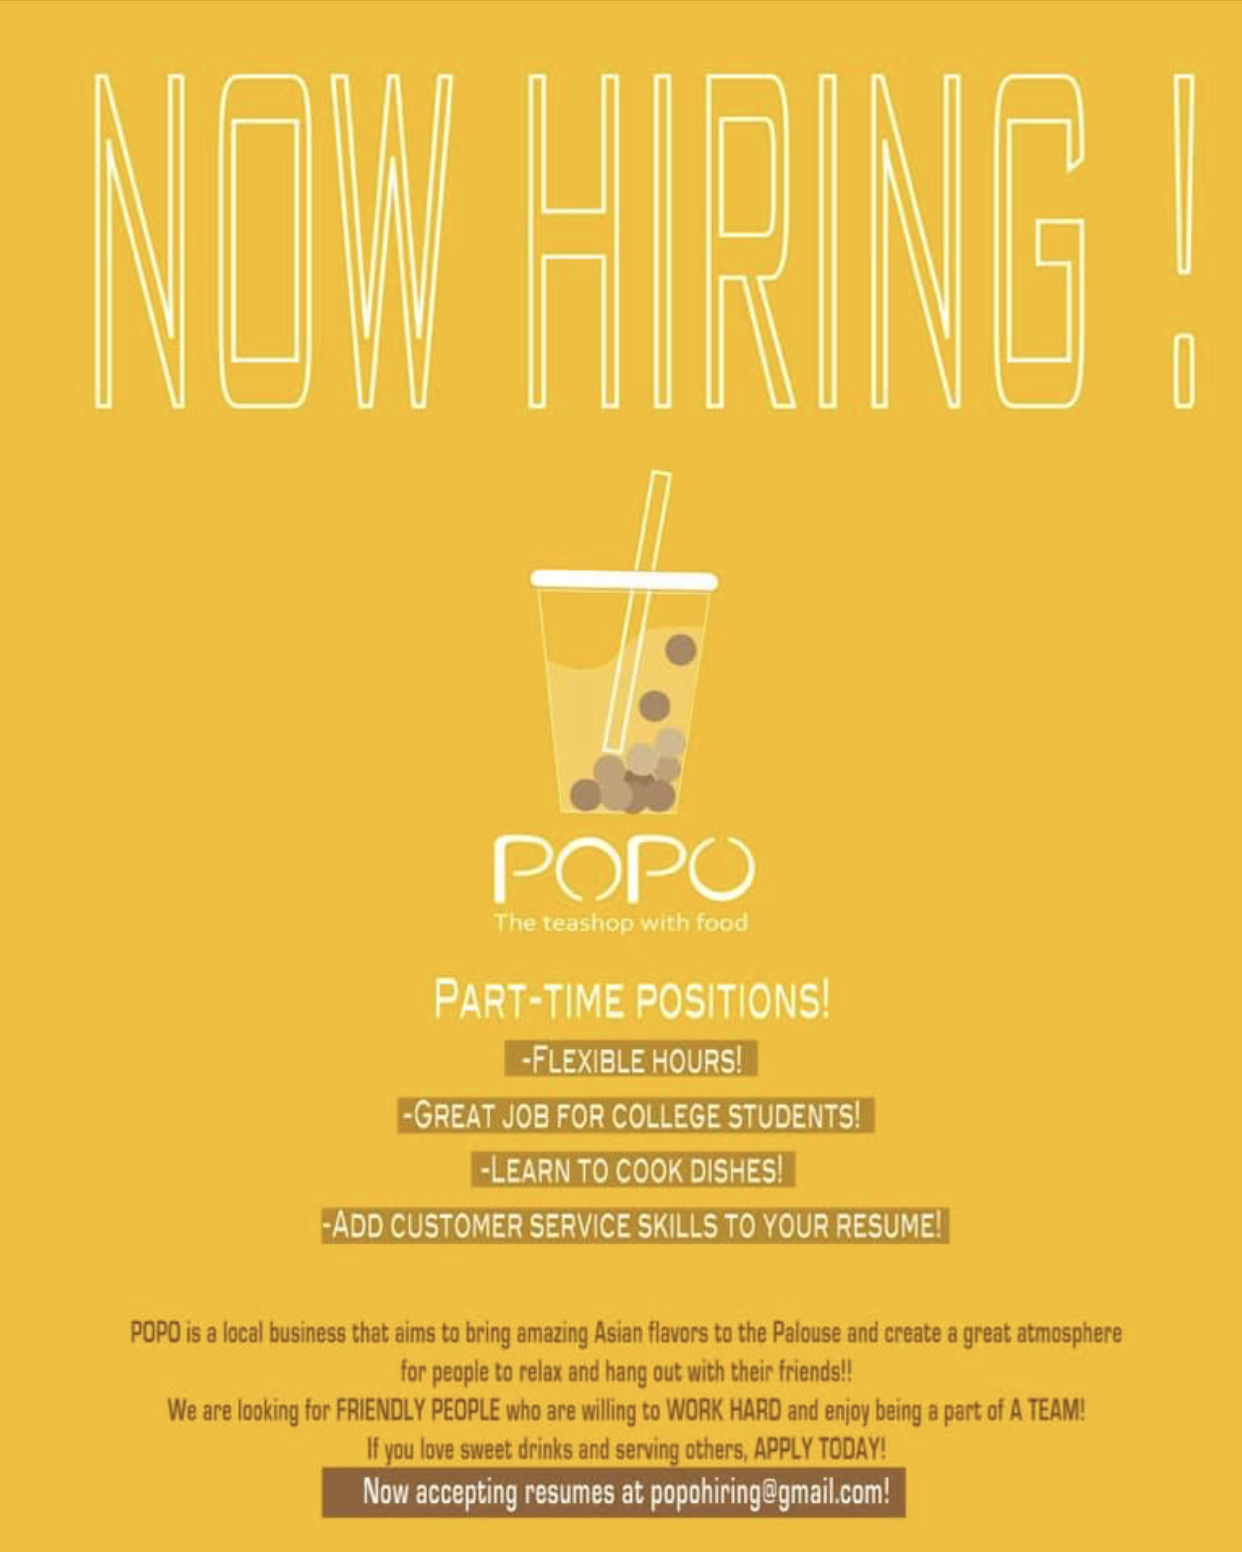 NOW HIRING !
POPO
The teashop with food
PART-TIME POSITIONS!
-FLEXIBLE HOURS!
-GREAT JOB FOR COLLEGE STUDENTS!
-LEARN TO COOK DISHES!
-ADD CUSTOMER SERVICE SKILLS TO YOUR RESUME!
POPO is a local business that aims to bring amazing Asian flavors to the Palouse and create a great atmosphere
for people to relax and hang out with their friends!!
We are looking for FRIENDLY PEOPLE who are willing to WORK HARD and enjoy being a part of A TEAM!
If you love sweet drinks and serving others, APPLY TODAY!
Now accepting resumes at popohiring@gmail.com!